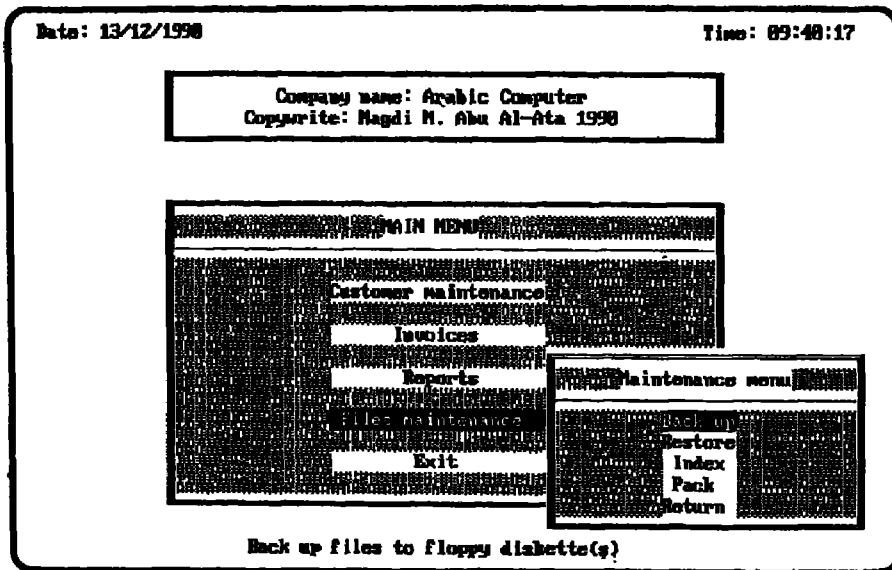 Date: 13/12/1990
Time: 09:40:17
Company name: Arabic Computer
Copywrite: Magdi M. Abu Al-Ata 1990
MAIN MENU
Customer maintenance
Invoices
Reports
Files maintenance
Exit
Maintenance menu
Back up
Restore
Index
Pack
Return
Back up files to floppy diskette(s)